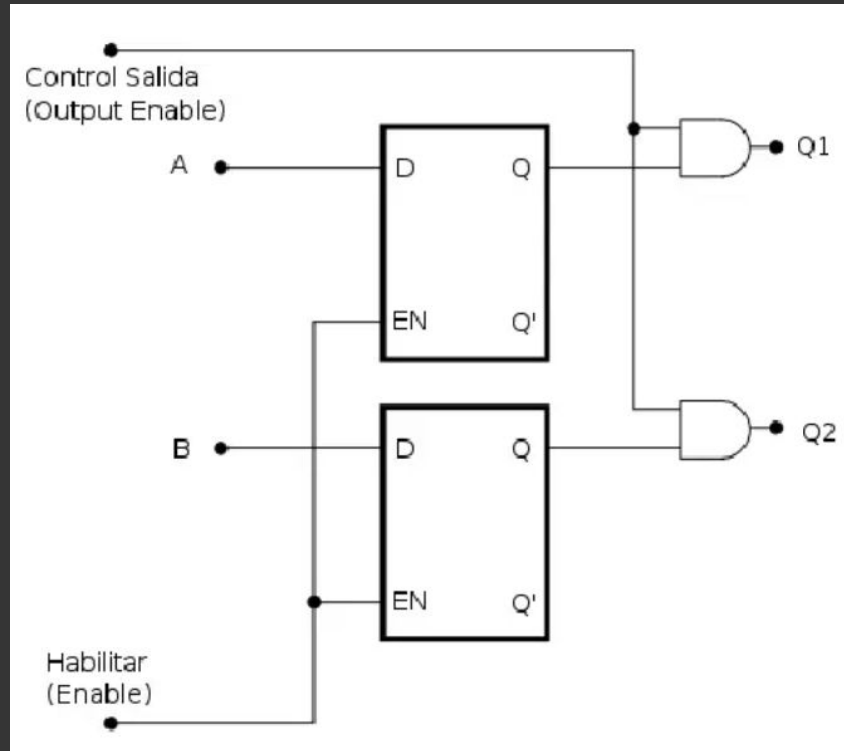 Control Salida
(Output Enable)
A
D
Q
Q1
EN
Q'
B
D
Q
Q2
EN
Q'
Habilitar
(Enable)